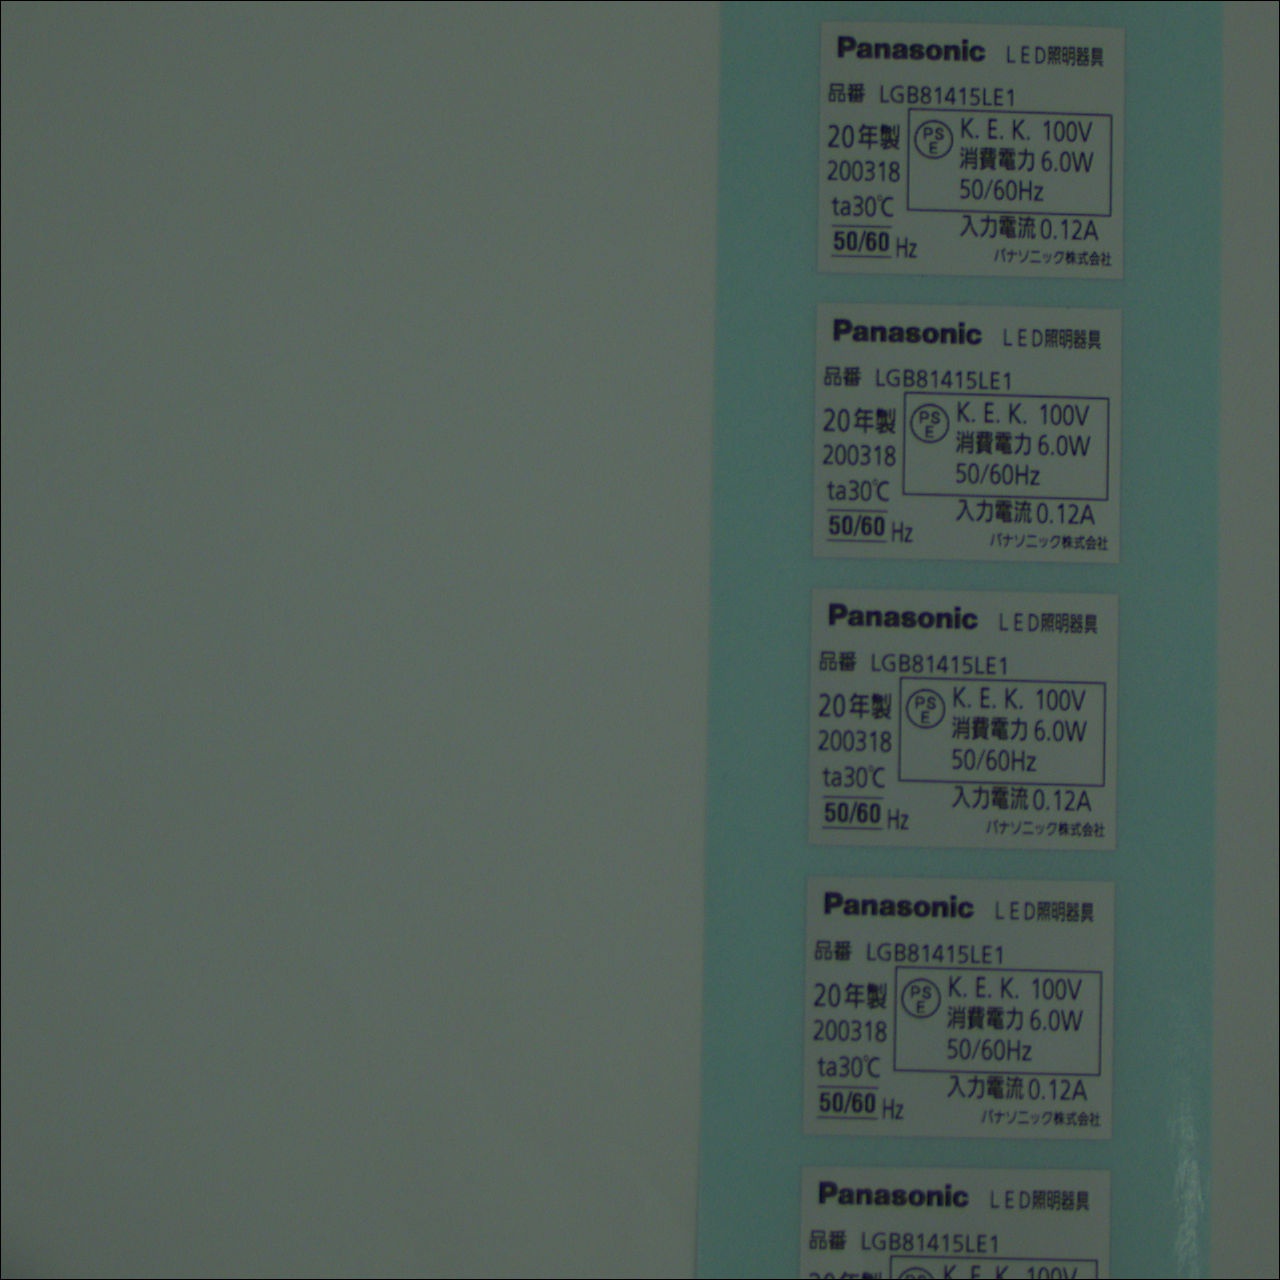 Panasonic LED照明器具
品番 LGB81415LE1
20年製 PSE K. E. K. 100V
200318 消費電力 6.0W
50/60Hz
ta30℃ 入力電流 0.12A
50/60 Hz パナソニック株式会社
Panasonic LED照明器具
品番 LGB81415LE1
20年製 PSE K. E. K. 100V
200318 消費電力 6.0W
50/60Hz
ta30℃ 入力電流 0.12A
50/60 Hz パナソニック株式会社
Panasonic LED照明器具
品番 LGB81415LE1
20年製 PSE K. E. K. 100V
200318 消費電力 6.0W
50/60Hz
ta30℃ 入力電流 0.12A
50/60 Hz パナソニック株式会社
Panasonic LED照明器具
品番 LGB81415LE1
20年製 PSE K. E. K. 100V
200318 消費電力 6.0W
50/60Hz
ta30℃ 入力電流 0.12A
50/60 Hz パナソニック株式会社
Panasonic LED照明器具
品番 LGB81415LE1
20年製 PS K. E. K. 100V